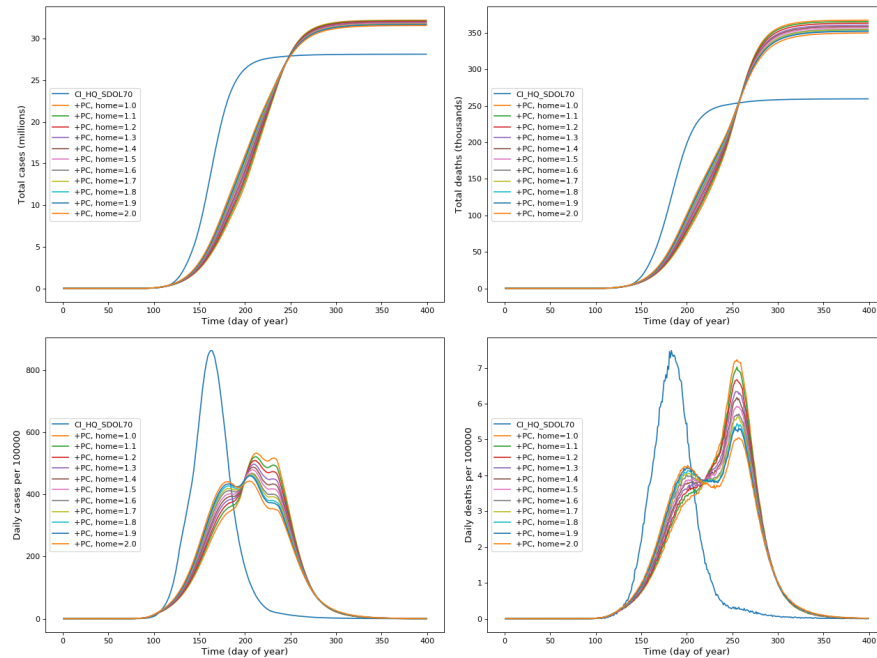 Total cases (millions)
30
25
20
15
10
5
0
CI_HQ_SDOL70
+PC, home=1.0
+PC, home=1.1
+PC, home=1.2
+PC, home=1.3
+PC, home=1.4
+PC, home=1.5
+PC, home=1.6
+PC, home=1.7
+PC, home=1.8
+PC, home=1.9
+PC, home=2.0
0 50 100 150 200 250 300 350 400
Time (day of year)
Total deaths (thousands)
350
300
250
200
150
100
50
0
CI_HQ_SDOL70
+PC, home=1.0
+PC, home=1.1
+PC, home=1.2
+PC, home=1.3
+PC, home=1.4
+PC, home=1.5
+PC, home=1.6
+PC, home=1.7
+PC, home=1.8
+PC, home=1.9
+PC, home=2.0
0 50 100 150 200 250 300 350 400
Time (day of year)
Daily cases per 100000
800
600
400
200
0
CI_HQ_SDOL70
+PC, home=1.0
+PC, home=1.1
+PC, home=1.2
+PC, home=1.3
+PC, home=1.4
+PC, home=1.5
+PC, home=1.6
+PC, home=1.7
+PC, home=1.8
+PC, home=1.9
+PC, home=2.0
0 50 100 150 200 250 300 350 400
Time (day of year)
Daily deaths per 100000
7
6
5
4
3
2
1
0
CI_HQ_SDOL70
+PC, home=1.0
+PC, home=1.1
+PC, home=1.2
+PC, home=1.3
+PC, home=1.4
+PC, home=1.5
+PC, home=1.6
+PC, home=1.7
+PC, home=1.8
+PC, home=1.9
+PC, home=2.0
0 50 100 150 200 250 300 350 400
Time (day of year)